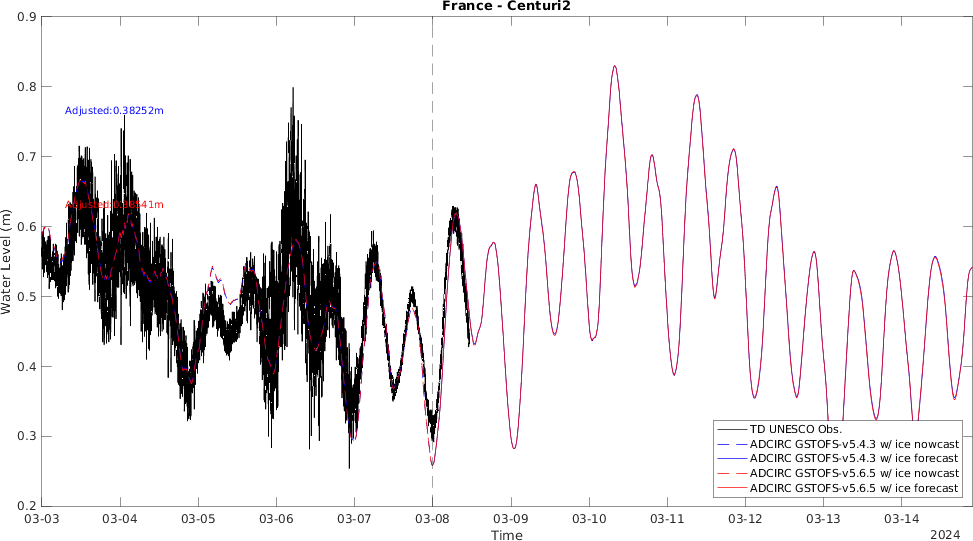 France - Centuri2
0.9
0.8
0.7
0.6
0.5
0.4
0.3
0.2
Water Level (m)
Adjusted:0.38252m
TD UNESCO Obs.
ADCIRC GSTOFS-v5.4.3 w/ ice nowcast
ADCIRC GSTOFS-v5.4.3 w/ ice forecast
ADCIRC GSTOFS-v5.6.5 w/ ice nowcast
ADCIRC GSTOFS-v5.6.5 w/ ice forecast
03-03 03-04 03-05 03-06 03-07 03-08 03-09 03-10 03-11 03-12 03-13 03-14
Time
2024